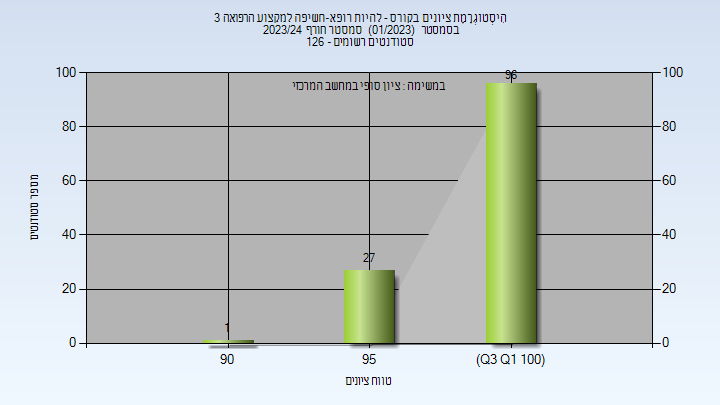 היסטוגרמת ציונים בקורס - להיות רופא-חשיפה למקצוע הרפואה 3
בסמסטר (01/2023) סמסטר חורף 2023/24
סטודנטים רשומים - 126
במשימה : ציון סופי במחשב המרכזי
מספר סטודנטים
100
80
60
40
20
0
100
80
60
40
20
0
1
27
96
90
95
(Q3 Q1 100)
טווח ציונים